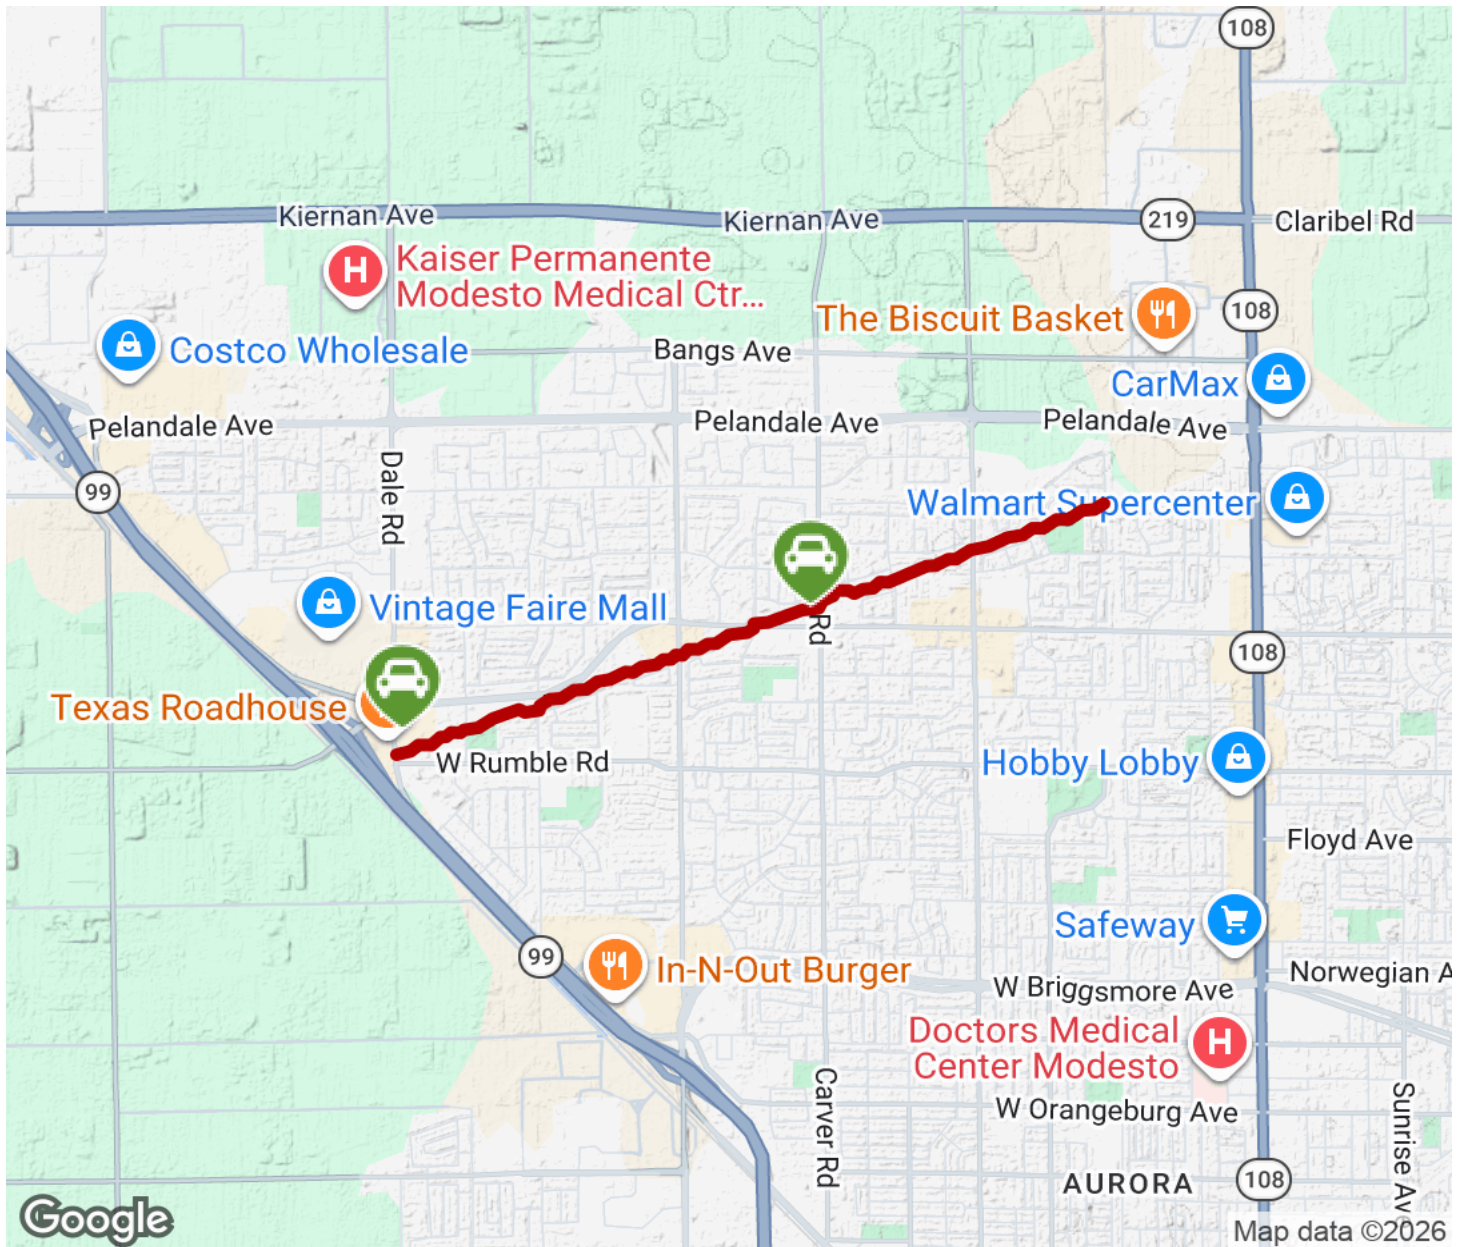 108
Kiernan Ave
Kiernan Ave
219
Claribel Rd
H
Kaiser Permanente
Modesto Medical Ctr...
The Biscuit Basket
108
Costco Wholesale
Bangs Ave
CarMax
Pelandale Ave
Pelandale Ave
Pelandale Ave
Dale Rd
99
Walmart Supercenter
Vintage Faire Mall
Rd
108
Texas Roadhouse
W Rumble Rd
Hobby Lobby
Floyd Ave
Safeway
99
In-N-Out Burger
Norwegian A
W Briggsmore Ave
Doctors Medical
Center Modesto
H
Carver Rd
W Orangeburg Ave
Sunrise Av
AURORA
108
Google
Map data ©2026